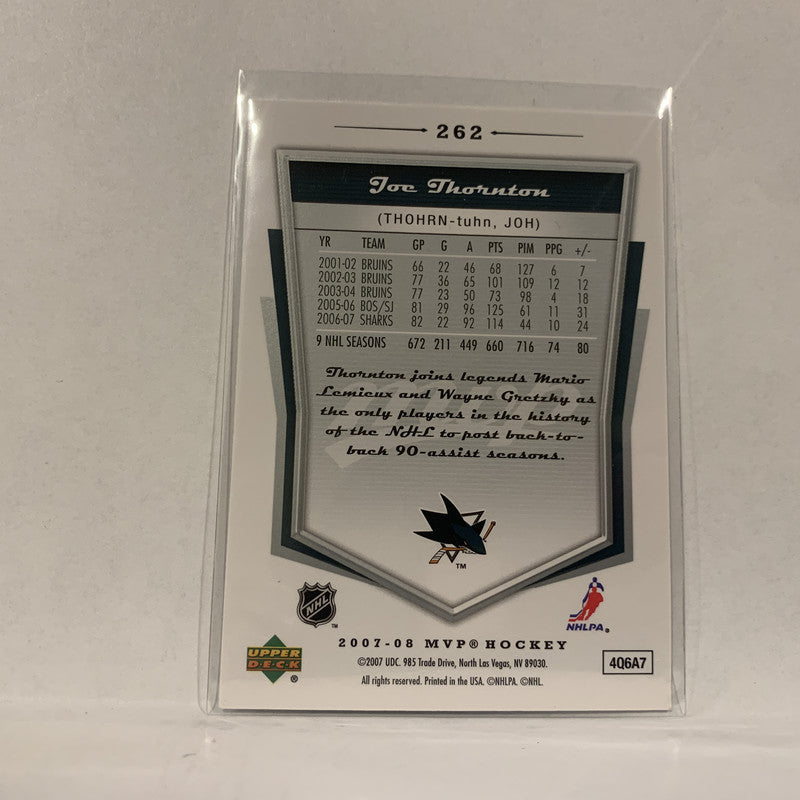 262
Joe Thornton
(THOHRN-tuhn, JOH)
YR TEAM GP G A PTS PIM PPG +/-
2001-02 BRUINS 66 22 46 68 127 6 7
2002-03 BRUINS 77 36 65 101 109 12 12
2003-04 BRUINS 77 23 50 73 98 4 18
2005-06 BOS/SJ 81 29 96 125 61 11 31
2006-07 SHARKS 82 22 92 114 44 10 24
9 NHL SEASONS 672 211 449 660 716 74 80
Thornton joins legends Mario
Lemieux and Wayne Gretzky as
the only players in the history
of the NHL to post back-to-
back 90-assist seasons.
TM
NHL
TM
NHLPA®
2007-08 MVP® HOCKEY
UPPER
DECK
®
©2007 UDC. 985 Trade Drive, North Las Vegas, NV 89030.
All rights reserved. Printed in the USA. ©NHLPA. ©NHL.
4Q6A7